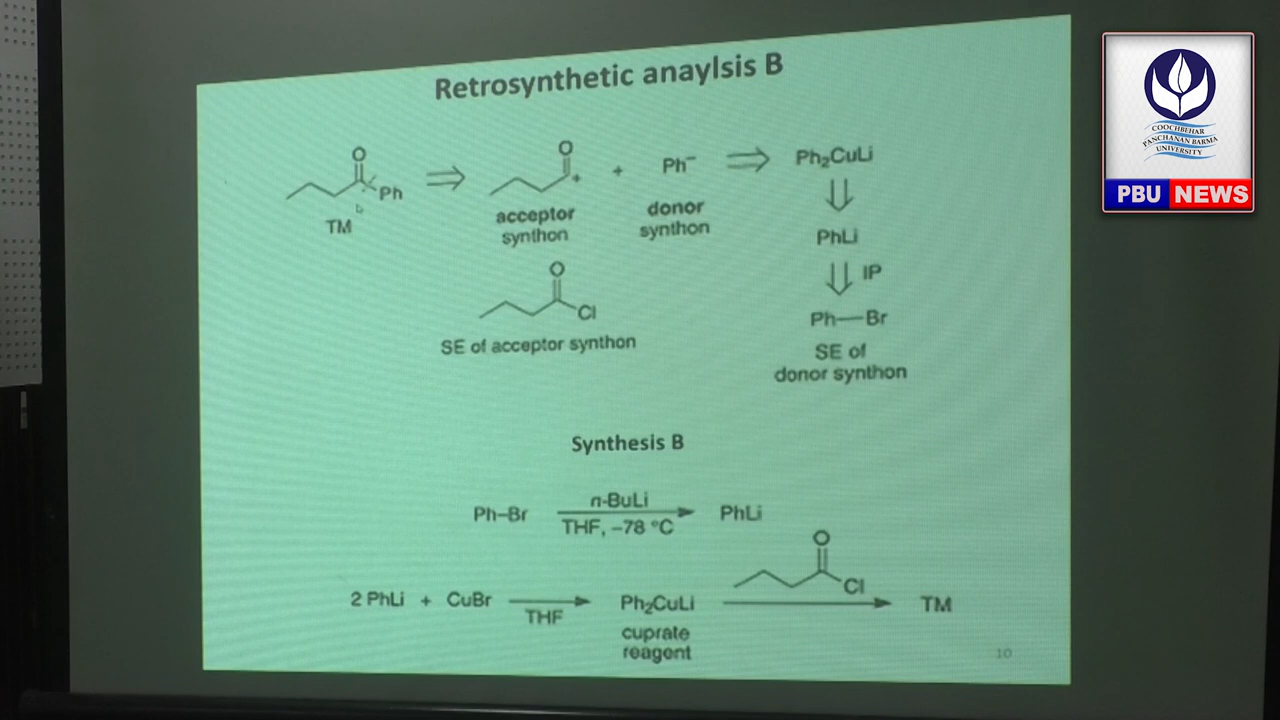 Retrosynthetic anaylsis B
O
Ph
TM
O
+
+
Ph⁻
Ph₂CuLi
acceptor
synthon
donor
synthon
PhLi
IP
Ph—Br
SE of
donor synthon
O
Cl
SE of acceptor synthon
Synthesis B
Ph–Br
n-BuLi
THF, –78 °C
PhLi
2 PhLi + CuBr
THF
Ph₂CuLi
cuprate
reagent
O
Cl
TM
10
COOCHBEHAR
PANCHANAN BARMA
UNIVERSITY
PBU NEWS